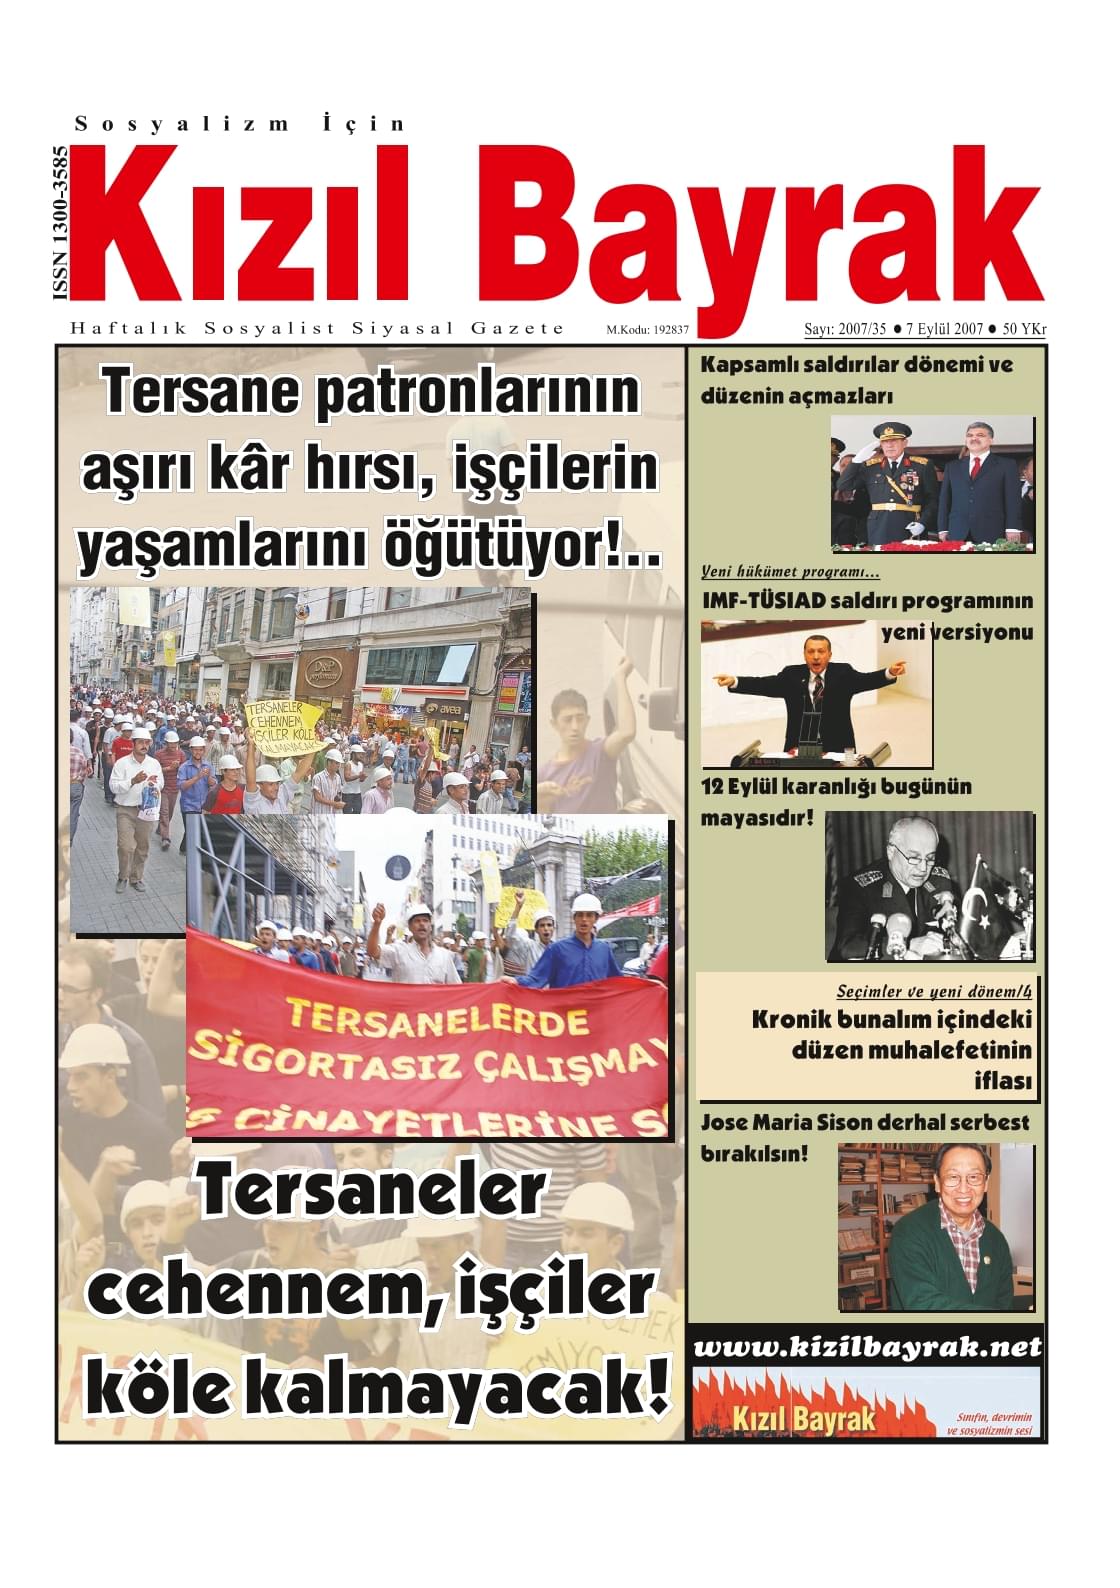 Sosyalizm İçin
ISSN 1300-3585
Kızıl Bayrak
Haftalık Sosyalist Siyasal Gazete
M.Kodu: 192837
Sayı: 2007/35 ● 7 Eylül 2007 ● 50 YKr
Tersane patronlarının
aşırı kâr hırsı, işçilerin
yaşamlarını öğütüyor!..
D&P
avea
TERSANELER
CEHENNEM
İŞÇİLER KÖLE
KALMAYACAK
TERSANELERDE
SİGORTASIZ ÇALIŞMAY
İŞ CİNAYETLERİNE S
Tersaneler
cehennem, işçiler
köle kalmayacak!
Kapsamlı saldırılar dönemi ve
düzenin açmazları
Yeni hükümet programı...
IMF-TÜSIAD saldırı programının
yeni versiyonu
12 Eylül karanlığı bugünün
mayasıdır!
Seçimler ve yeni dönem/4
Kronik bunalım içindeki
düzen muhalefetinin
iflası
Jose Maria Sison derhal serbest
bırakılsın!
www.kizilbayrak.net
Kızıl Bayrak
Sınıfın, devrimin
ve sosyalizmin sesi